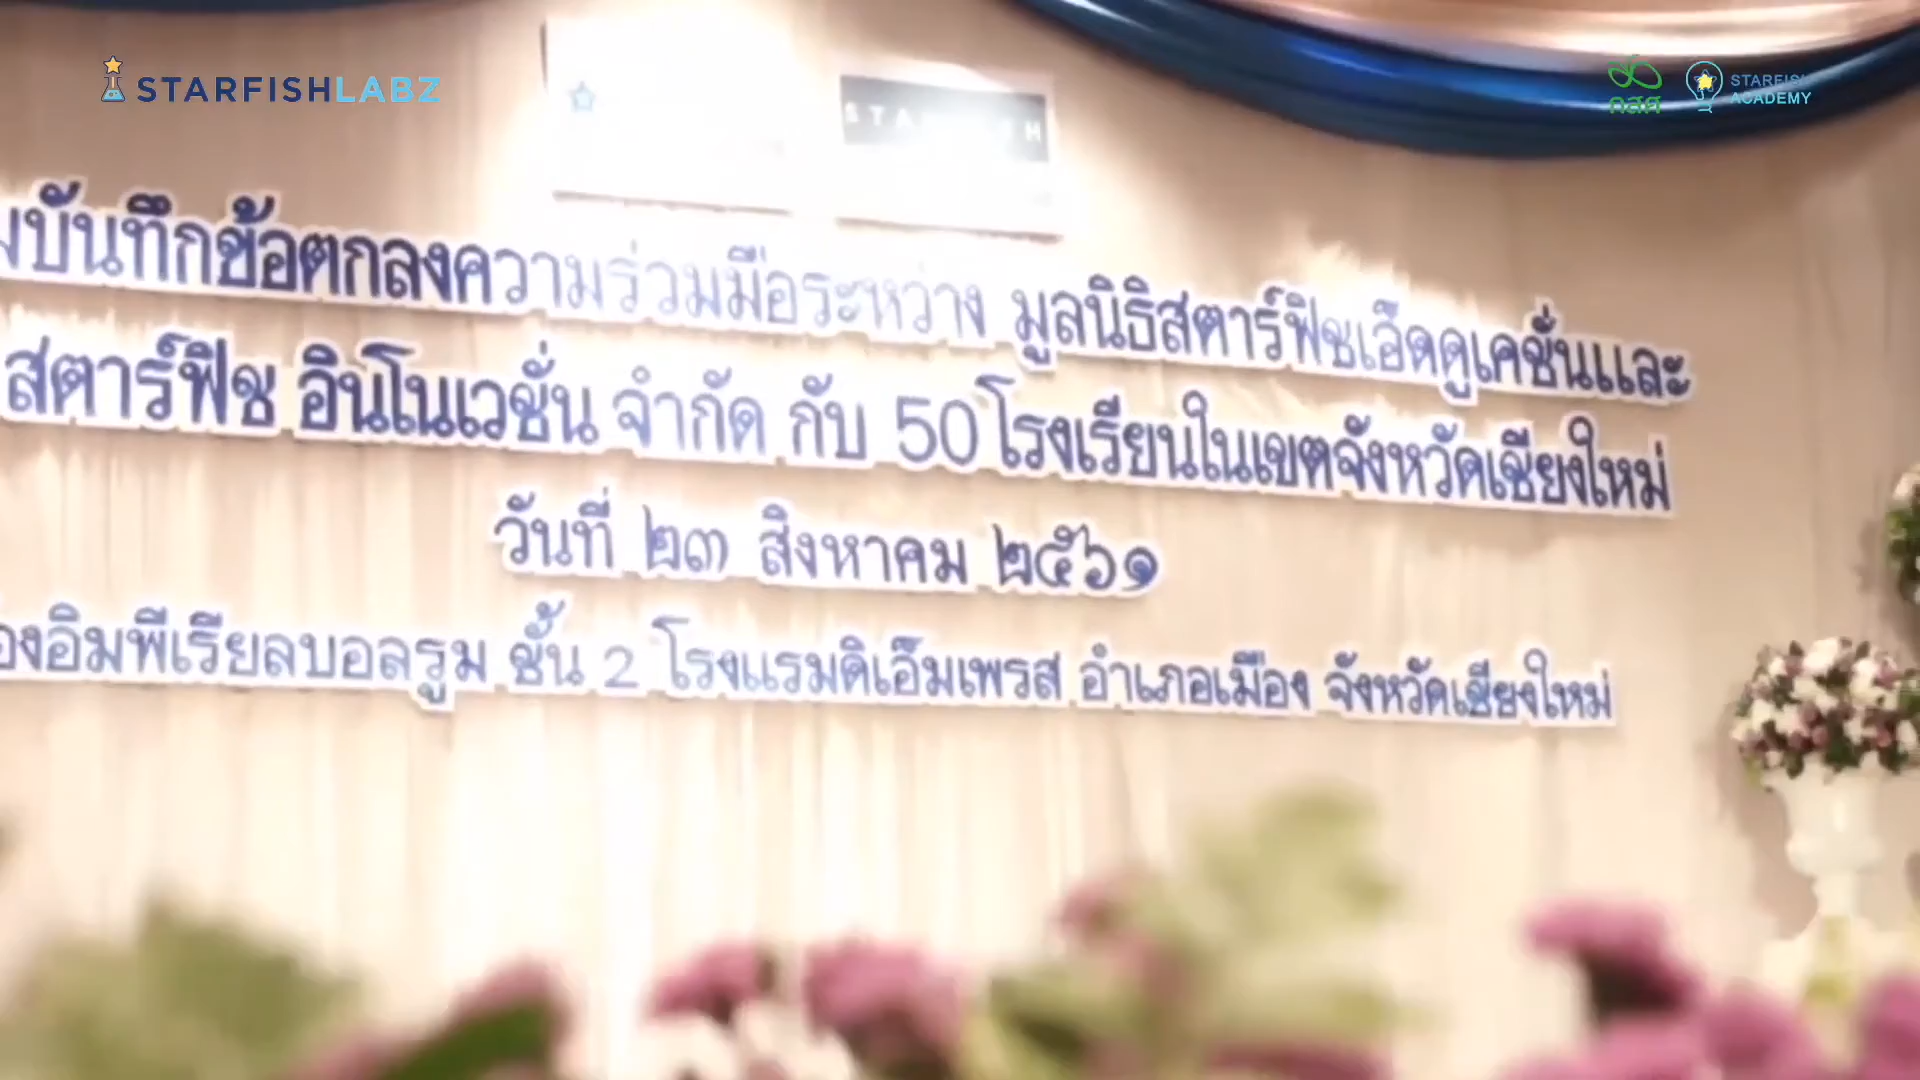 STARFISHLABZ
กสศ
STARFISH
ACADEMY
STARFISH
บันทึกข้อตกลงความร่วมมือระหว่าง มูลนิธิสตาร์ฟิชเอ็ดดูเคชั่นและ
สตาร์ฟิช อินโนเวชั่น จำกัด กับ 50 โรงเรียนในเขตจังหวัดเชียงใหม่
วันที่ ๒๓ สิงหาคม ๒๕๖๑
อิมพีเรียลบอลรูม ชั้น 2 โรงแรมดิเอ็มเพรส อำเภอเมือง จังหวัดเชียงใหม่